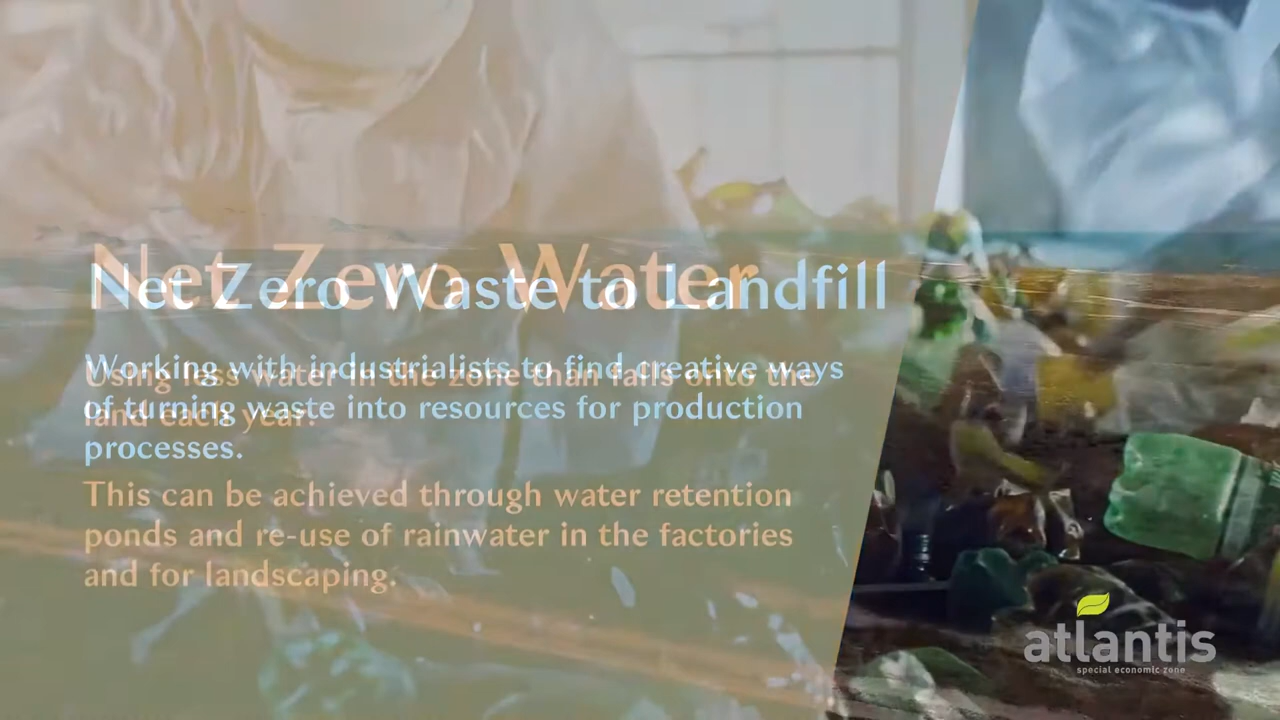 Net Zero Water
Net Zero Waste to Landfill
Working with industrialists to find creative ways
of turning waste into resources for production
processes.
Using less water in the zone than falls onto the
land each year.
This can be achieved through water retention
ponds and re-use of rainwater in the factories
and for landscaping.
atlantis
special economic zone